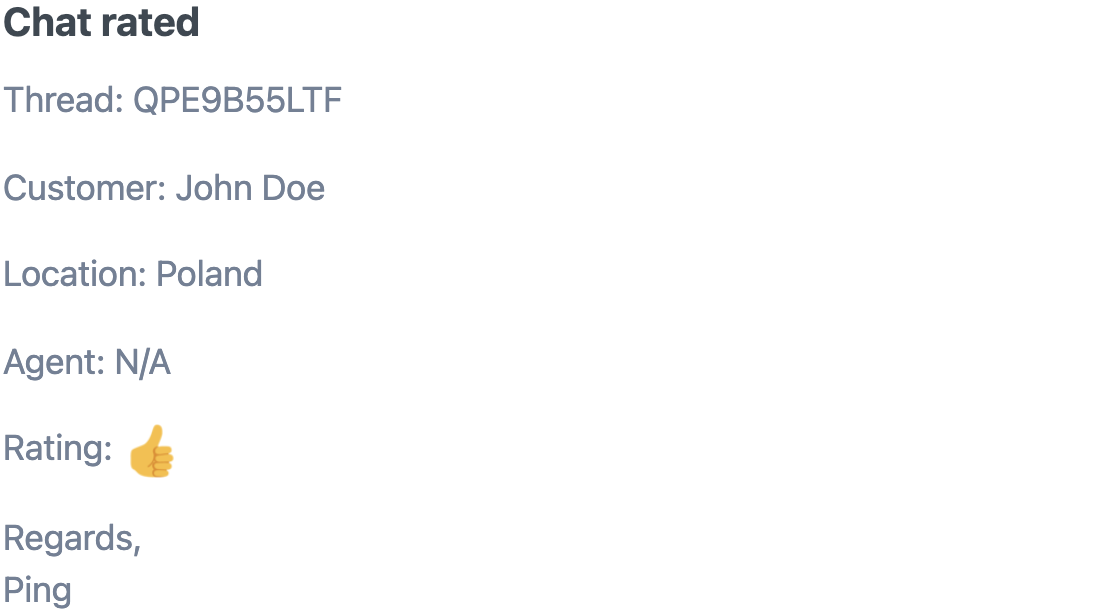 Chat rated
Thread: QPE9B55LTF
Customer: John Doe
Location: Poland
Agent: N/A
Rating: 👍
Regards,
Ping